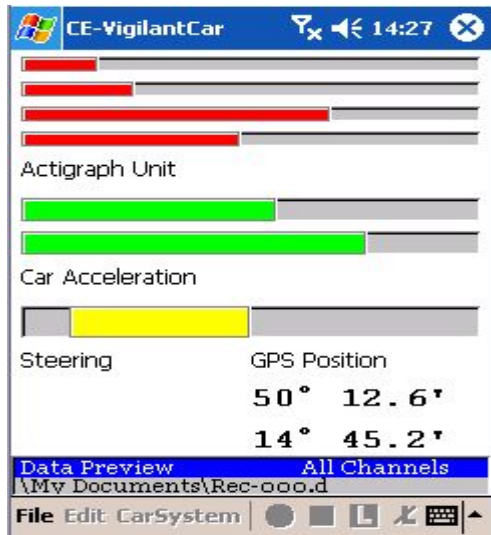 CE-VigilantCar 14:27
Actigraph Unit
Car Acceleration
Steering GPS Position
50° 12.6'
14° 45.2'
Data Preview All Channels
\My Documents\Rec-000.d
File Edit CarSystem